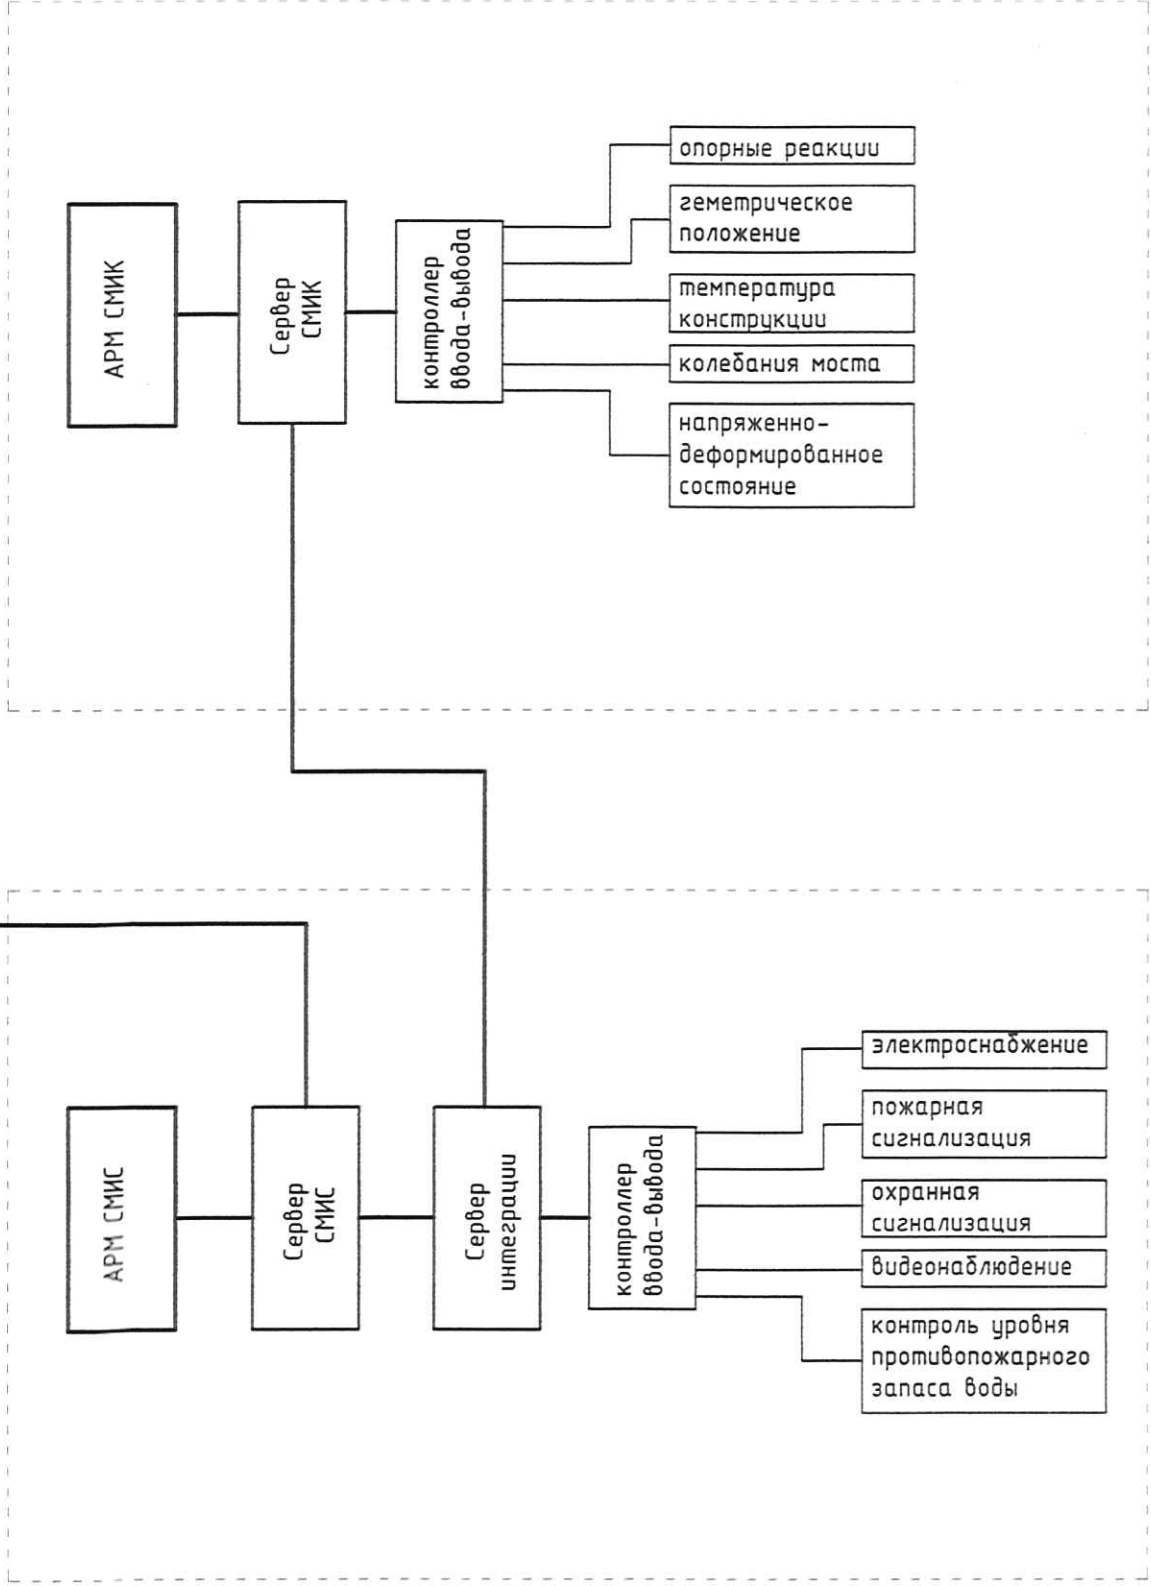 АРМ СМИК
Сервер
СМИК
контроллер
ввода-вывода
опорные реакции
геметрическое
положение
температура
конструкции
колебания моста
напряженно-
деформированное
состояние
АРМ СМИС
Сервер
СМИС
Сервер
интеграции
контроллер
ввода-вывода
электроснабжение
пожарная
сигнализация
охранная
сигнализация
видеонаблюдение
контроль уровня
противопожарного
запаса воды